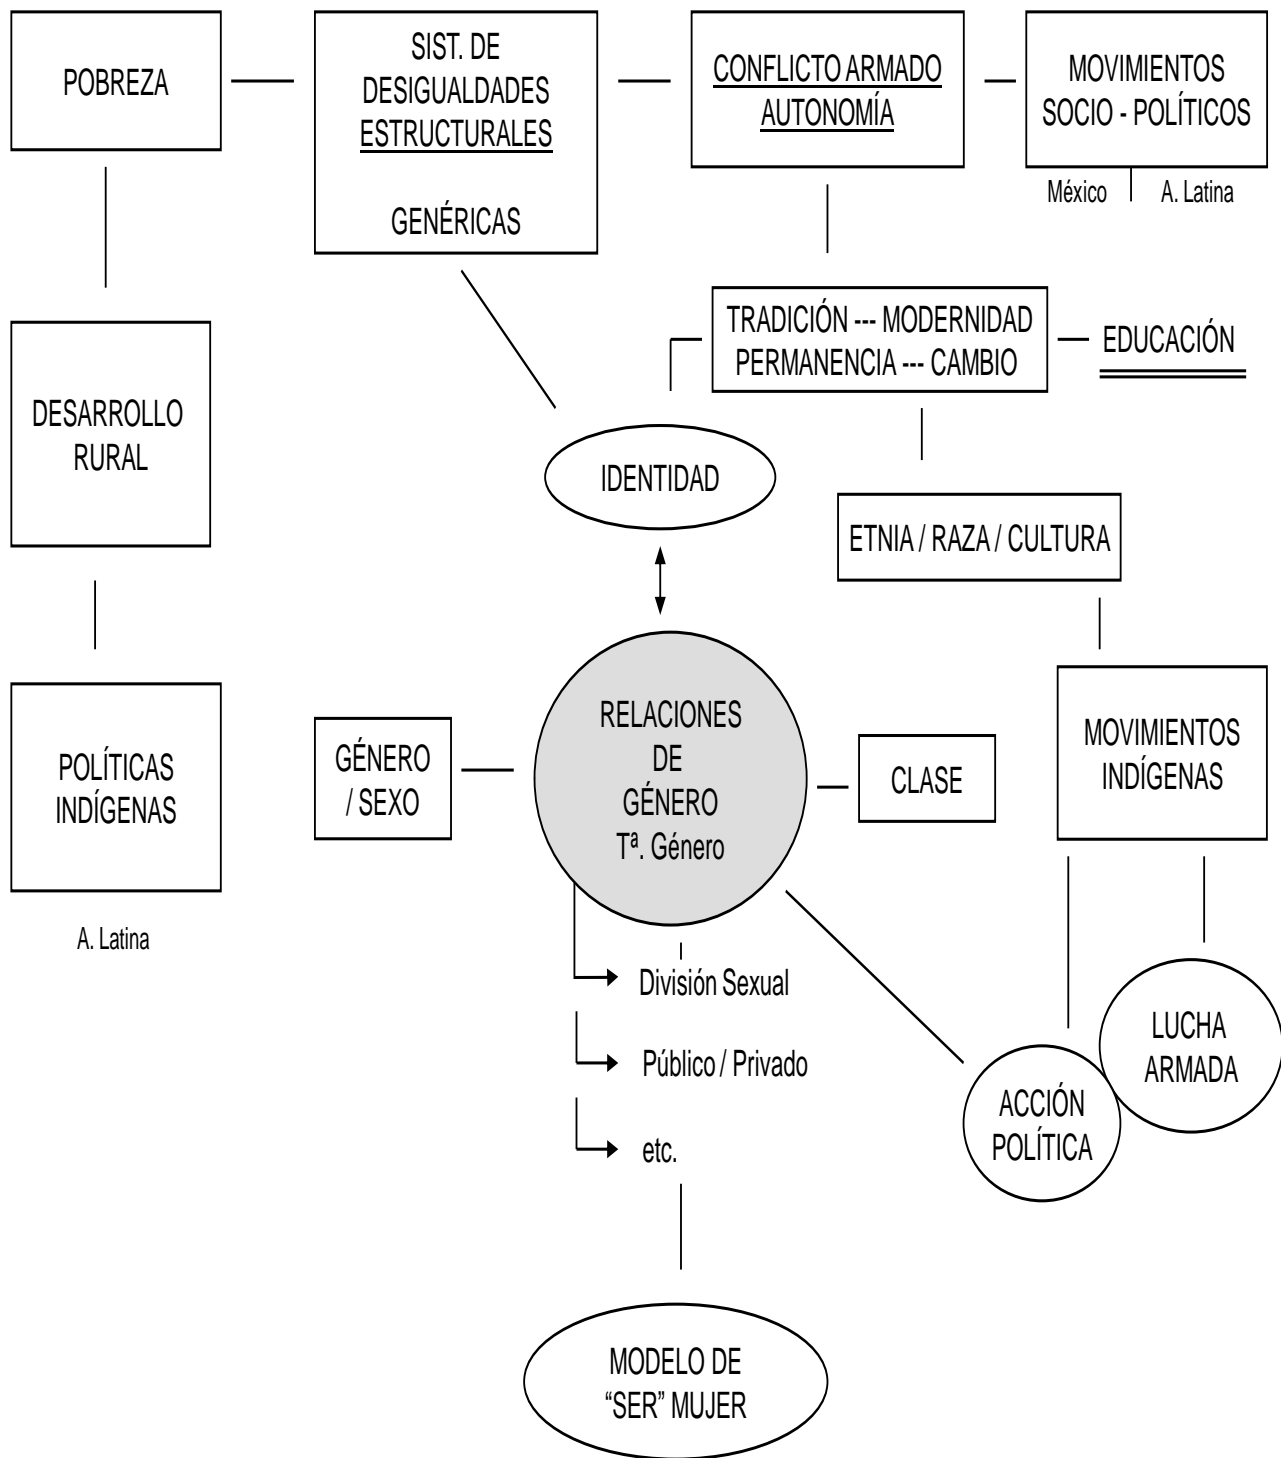 POBREZA
SIST. DE
DESIGUALDADES
ESTRUCTURALES
GENÉRICAS
CONFLICTO ARMADO
AUTONOMÍA
MOVIMIENTOS
SOCIO - POLÍTICOS
México
A. Latina
TRADICIÓN --- MODERNIDAD
PERMANENCIA --- CAMBIO
EDUCACIÓN
DESARROLLO
RURAL
IDENTIDAD
ETNIA / RAZA / CULTURA
POLÍTICAS
INDÍGENAS
A. Latina
GÉNERO
/ SEXO
RELACIONES
DE
GÉNERO
Tª. Género
CLASE
MOVIMIENTOS
INDÍGENAS
División Sexual
Público / Privado
etc.
LUCHA
ARMADA
ACCIÓN
POLÍTICA
MODELO DE
“SER” MUJER